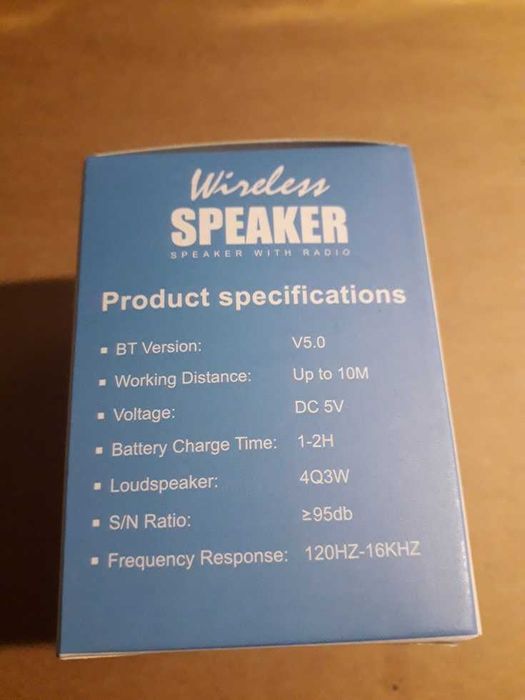 Wireless
SPEAKER
SPEAKER WITH RADIO
Product specifications
▪ BT Version: V5.0
▪ Working Distance: Up to 10M
▪ Voltage: DC 5V
▪ Battery Charge Time: 1-2H
▪ Loudspeaker: 4Q3W
▪ S/N Ratio: ≥95db
▪ Frequency Response: 120HZ-16KHZ